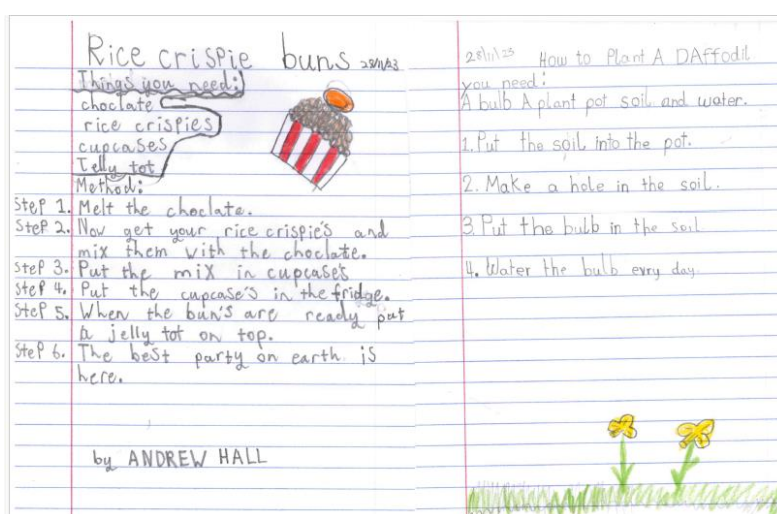 Rice crispie buns 28/11/23
Things you need:
choclate
rice crispies
cupcases
Jelly tot
Method:
Step 1. Melt the choclate.
Step 2. Now get your rice crispie's and
mix them with the choclate.
Step 3. Put the mix in cupcase's
Step 4. Put the cupcase's in the fridge.
Step 5. When the bun's are ready put
a jelly tot on top.
Step 6. The best party on earth is
here.
by ANDREW HALL
28/11/23 How to Plant A DAffodil
you need:
A bulb A plant pot soil and water.
1. Put the soil into the pot.
2. Make a hole in the soil.
3. Put the bulb in the soil
4. Water the bulb evry day.